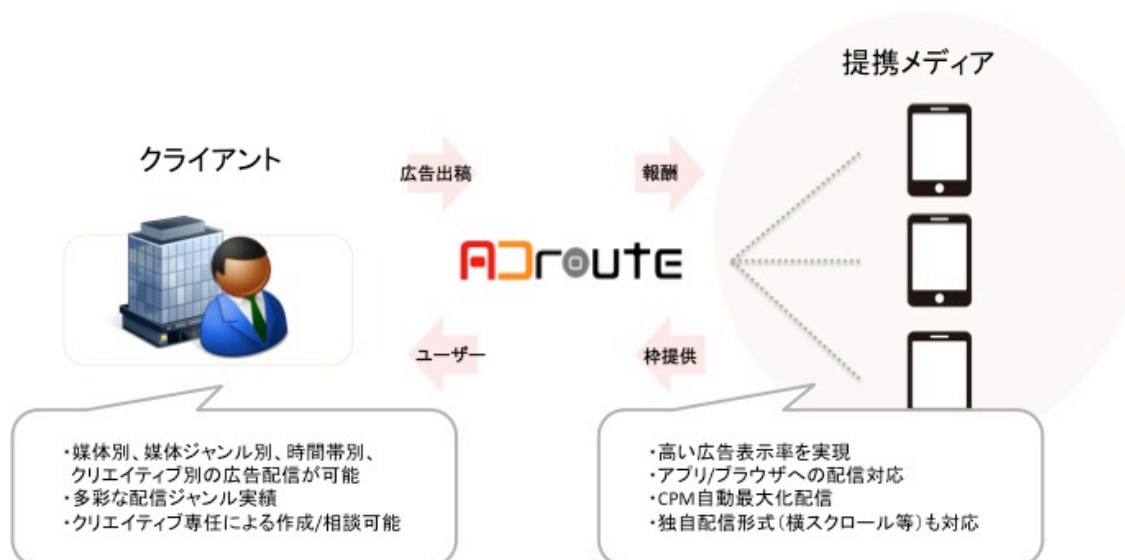 提携メディア
クライアント
広告出稿
報酬
ADroute
ユーザー
枠提供
・媒体別、媒体ジャンル別、時間帯別、
クリエイティブ別の広告配信が可能
・多彩な配信ジャンル実績
・クリエイティブ専任による作成/相談可能
・高い広告表示率を実現
・アプリ/ブラウザへの配信対応
・CPM自動最大化配信
・独自配信形式(横スクロール等)も対応